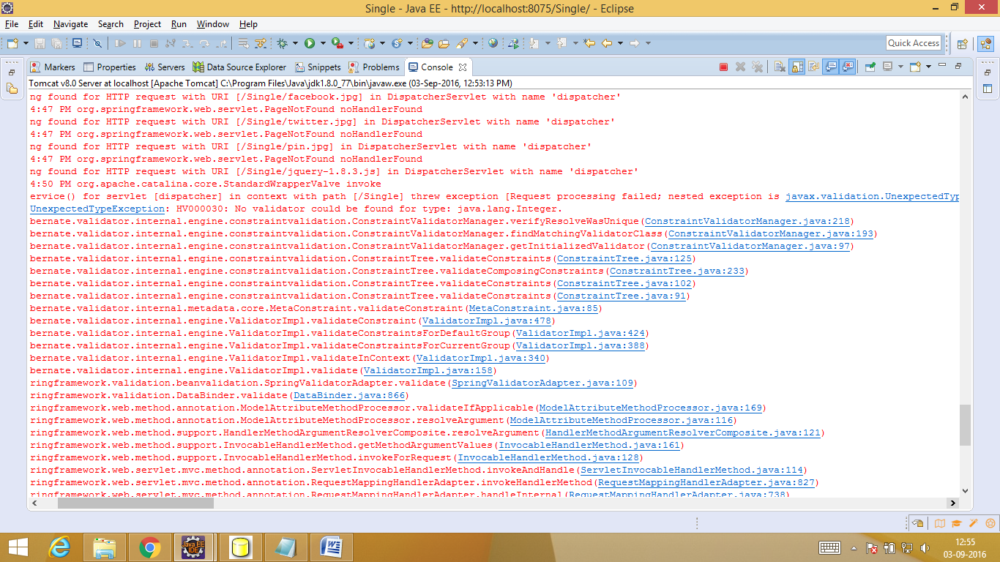 Single - Java EE - http://localhost:8075/Single/ - Eclipse
File Edit Navigate Search Project Run Window Help
Quick Access
Markers Properties Servers Data Source Explorer Snippets Problems Console
Tomcat v8.0 Server at localhost [Apache Tomcat] C:\Program Files\Java\jdk1.8.0_77\bin\javaw.exe (03-Sep-2016, 12:53:13 PM)
ng found for HTTP request with URI [/Single/facebook.jpg] in DispatcherServlet with name 'dispatcher'
4:47 PM org.springframework.web.servlet.PageNotFound noHandlerFound
ng found for HTTP request with URI [/Single/twitter.jpg] in DispatcherServlet with name 'dispatcher'
4:47 PM org.springframework.web.servlet.PageNotFound noHandlerFound
ng found for HTTP request with URI [/Single/pin.jpg] in DispatcherServlet with name 'dispatcher'
4:47 PM org.springframework.web.servlet.PageNotFound noHandlerFound
ng found for HTTP request with URI [/Single/jquery-1.8.3.js] in DispatcherServlet with name 'dispatcher'
4:50 PM org.apache.catalina.core.StandardWrapperValve invoke
ervice() for servlet [dispatcher] in context with path [/Single] threw exception [Request processing failed; nested exception is javax.validation.UnexpectedTyp
UnexpectedTypeException: HV000030: No validator could be found for type: java.lang.Integer.
bernate.validator.internal.engine.constraintvalidation.ConstraintValidatorManager.verifyResolveWasUnique(ConstraintValidatorManager.java:218)
bernate.validator.internal.engine.constraintvalidation.ConstraintValidatorManager.findMatchingValidatorClass(ConstraintValidatorManager.java:193)
bernate.validator.internal.engine.constraintvalidation.ConstraintValidatorManager.getInitializedValidator(ConstraintValidatorManager.java:97)
bernate.validator.internal.engine.constraintvalidation.ConstraintTree.validateConstraints(ConstraintTree.java:125)
bernate.validator.internal.engine.constraintvalidation.ConstraintTree.validateComposingConstraints(ConstraintTree.java:233)
bernate.validator.internal.engine.constraintvalidation.ConstraintTree.validateConstraints(ConstraintTree.java:102)
bernate.validator.internal.engine.constraintvalidation.ConstraintTree.validateConstraints(ConstraintTree.java:91)
bernate.validator.internal.metadata.core.MetaConstraint.validateConstraint(MetaConstraint.java:85)
bernate.validator.internal.engine.ValidatorImpl.validateConstraint(ValidatorImpl.java:478)
bernate.validator.internal.engine.ValidatorImpl.validateConstraintsForDefaultGroup(ValidatorImpl.java:424)
bernate.validator.internal.engine.ValidatorImpl.validateConstraintsForCurrentGroup(ValidatorImpl.java:388)
bernate.validator.internal.engine.ValidatorImpl.validateInContext(ValidatorImpl.java:340)
bernate.validator.internal.engine.ValidatorImpl.validate(ValidatorImpl.java:158)
ringframework.validation.beanvalidation.SpringValidatorAdapter.validate(SpringValidatorAdapter.java:109)
ringframework.validation.DataBinder.validate(DataBinder.java:866)
ringframework.web.method.annotation.ModelAttributeMethodProcessor.validateIfApplicable(ModelAttributeMethodProcessor.java:169)
ringframework.web.method.annotation.ModelAttributeMethodProcessor.resolveArgument(ModelAttributeMethodProcessor.java:116)
ringframework.web.method.support.HandlerMethodArgumentResolverComposite.resolveArgument(HandlerMethodArgumentResolverComposite.java:121)
ringframework.web.method.support.InvocableHandlerMethod.getMethodArgumentValues(InvocableHandlerMethod.java:161)
ringframework.web.method.support.InvocableHandlerMethod.invokeForRequest(InvocableHandlerMethod.java:128)
ringframework.web.servlet.mvc.method.annotation.ServletInvocableHandlerMethod.invokeAndHandle(ServletInvocableHandlerMethod.java:114)
ringframework.web.servlet.mvc.method.annotation.RequestMappingHandlerAdapter.invokeHandlerMethod(RequestMappingHandlerAdapter.java:827)
ringframework.web.servlet.mvc.method.annotation.RequestMappingHandlerAdapter.handleInternal(RequestMappingHandlerAdapter.java:738)
Java EE
IDE
12:55
03-09-2016